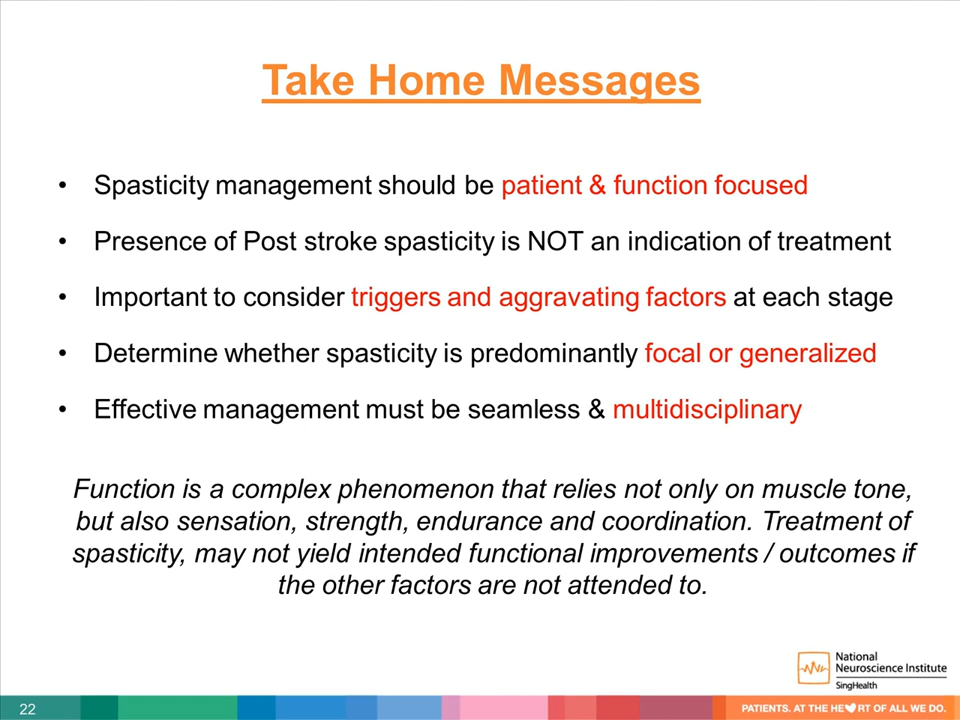 Take Home Messages
• Spasticity management should be patient & function focused
• Presence of Post stroke spasticity is NOT an indication of treatment
• Important to consider triggers and aggravating factors at each stage
• Determine whether spasticity is predominantly focal or generalized
• Effective management must be seamless & multidisciplinary
Function is a complex phenomenon that relies not only on muscle tone,
but also sensation, strength, endurance and coordination. Treatment of
spasticity, may not yield intended functional improvements / outcomes if
the other factors are not attended to.
National
Neuroscience Institute
SingHealth
22
PATIENTS. AT THE HE♥RT OF ALL WE DO.